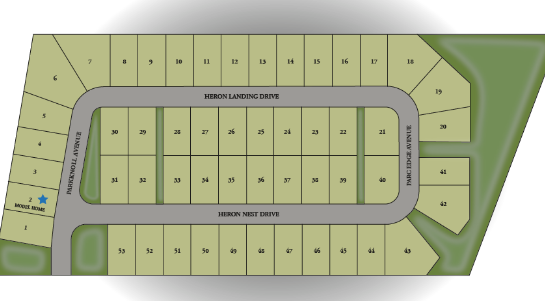 7 8 9 10 11 12 13 14 15 16 17 18
6
19
HERON LANDING DRIVE
5
20
30 29 28 27 26 25 24 23 22 21
4
PARKKNOLL AVENUE
PARC EDGE AVENUE
3
41
31 32 33 34 35 36 37 38 39 40
2
MODEL HOME
42
HERON NEST DRIVE
1
53 52 51 50 49 48 47 46 45 44 43